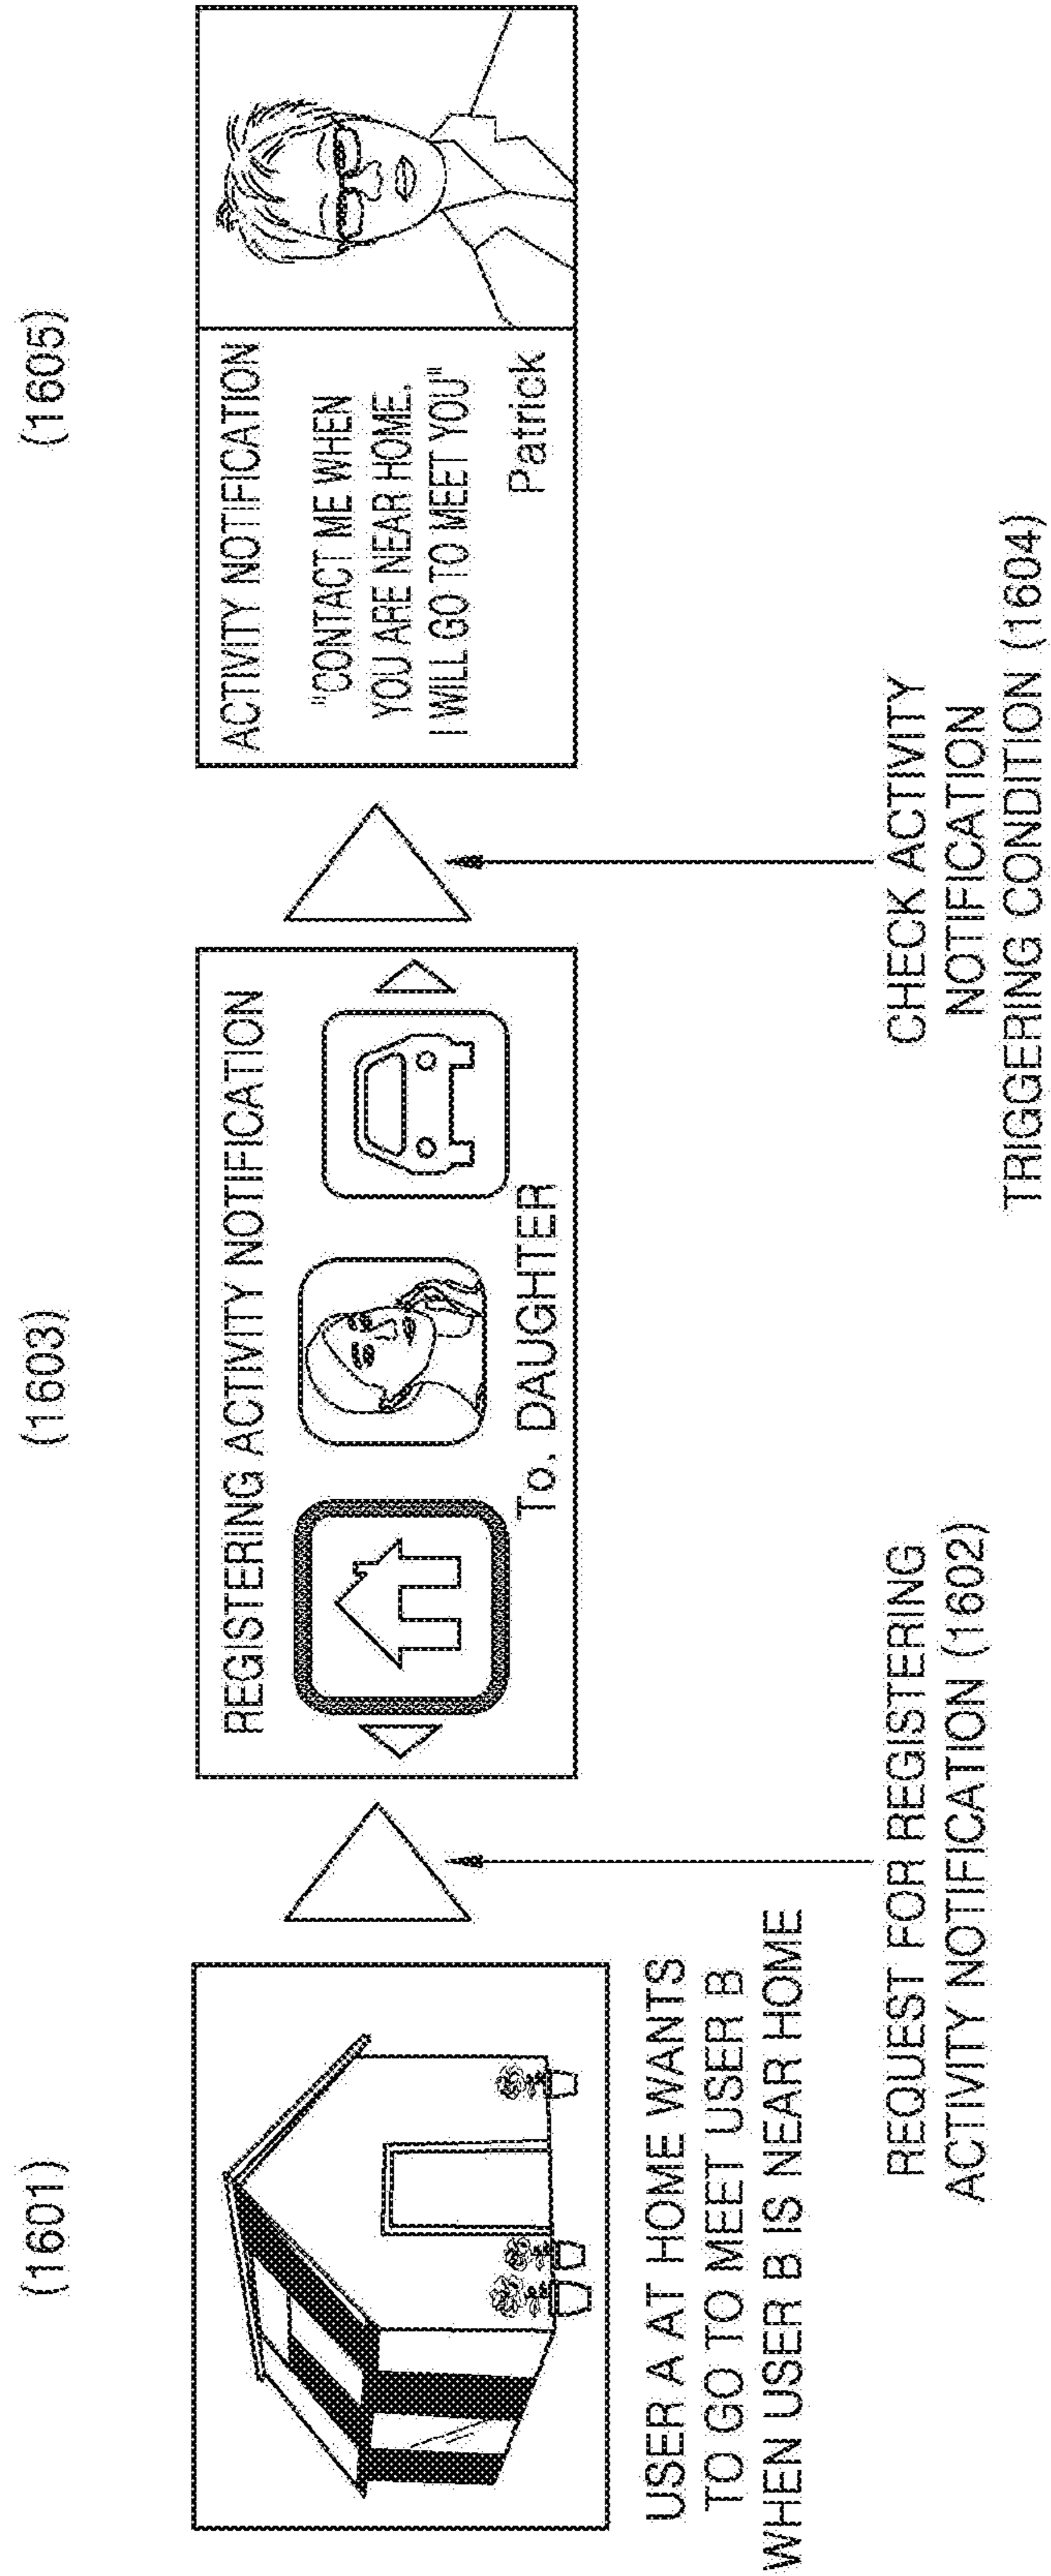 (1601)
USER A AT HOME WANTS
TO GO TO MEET USER B
WHEN USER B IS NEAR HOME
REQUEST FOR REGISTERING
ACTIVITY NOTIFICATION (1602)
(1603)
REGISTERING ACTIVITY NOTIFICATION
To. DAUGHTER
CHECK ACTIVITY
NOTIFICATION
TRIGGERING CONDITION (1604)
(1605)
ACTIVITY NOTIFICATION
"CONTACT ME WHEN
YOU ARE NEAR HOME.
I WILL GO TO MEET YOU"
Patrick